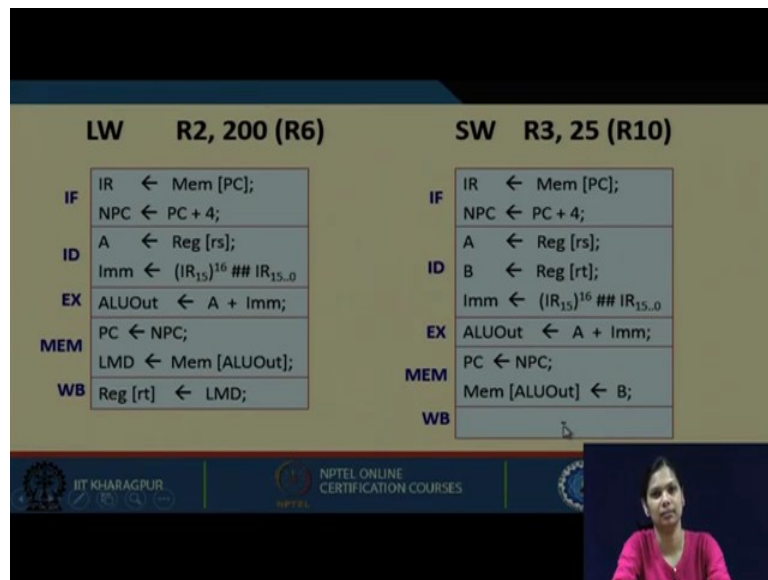 LW R2, 200 (R6)
IF
IR ← Mem [PC];
NPC ← PC + 4;
ID
A ← Reg [rs];
Imm ← (IR₁₅)¹⁶ ## IR₁₅..₀
EX
ALUOut ← A + Imm;
MEM
PC ← NPC;
LMD ← Mem [ALUOut];
WB
Reg [rt] ← LMD;
SW R3, 25 (R10)
IF
IR ← Mem [PC];
NPC ← PC + 4;
ID
A ← Reg [rs];
B ← Reg [rt];
Imm ← (IR₁₅)¹⁶ ## IR₁₅..₀
EX
ALUOut ← A + Imm;
MEM
PC ← NPC;
Mem [ALUOut] ← B;
WB
IIT KHARAGPUR
NPTEL
NPTEL ONLINE
CERTIFICATION COURSES